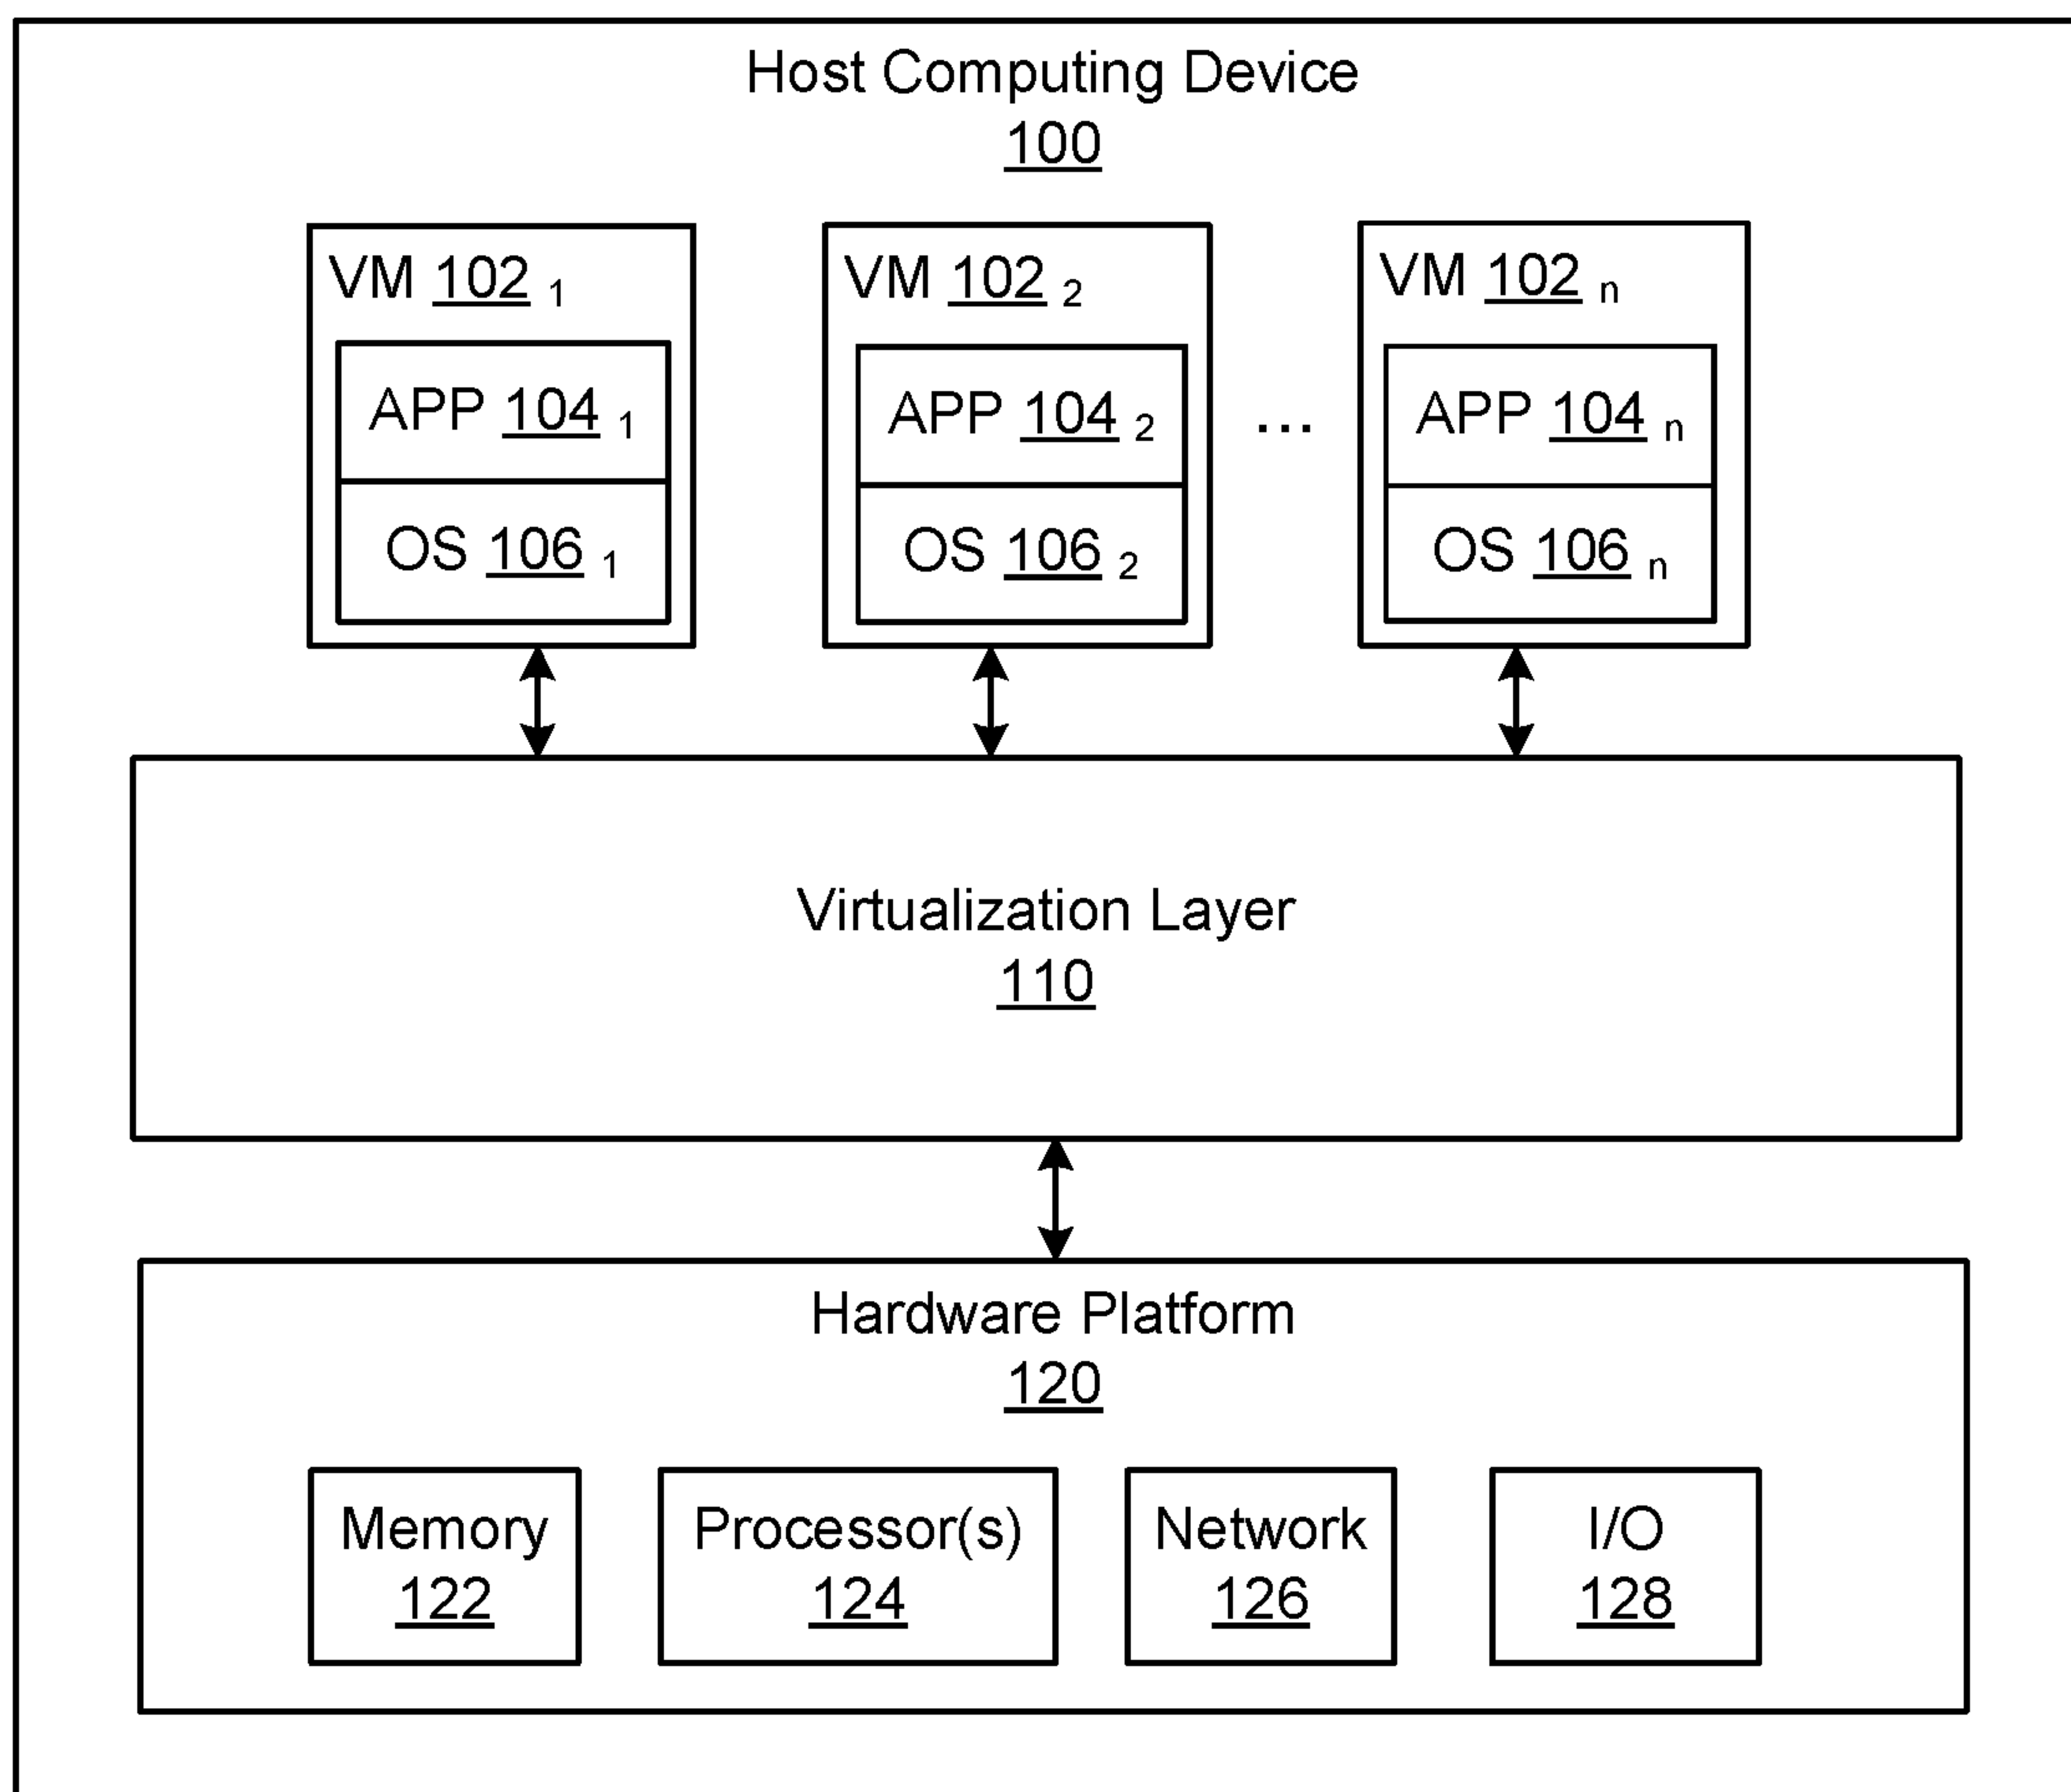 Host Computing Device
100
VM 102 1
VM 102 2
VM 102 n
APP 104 1
APP 104 2
...
APP 104 n
OS 106 1
OS 106 2
OS 106 n
Virtualization Layer
110
Hardware Platform
120
Memory
122
Processor(s)
124
Network
126
I/O
128